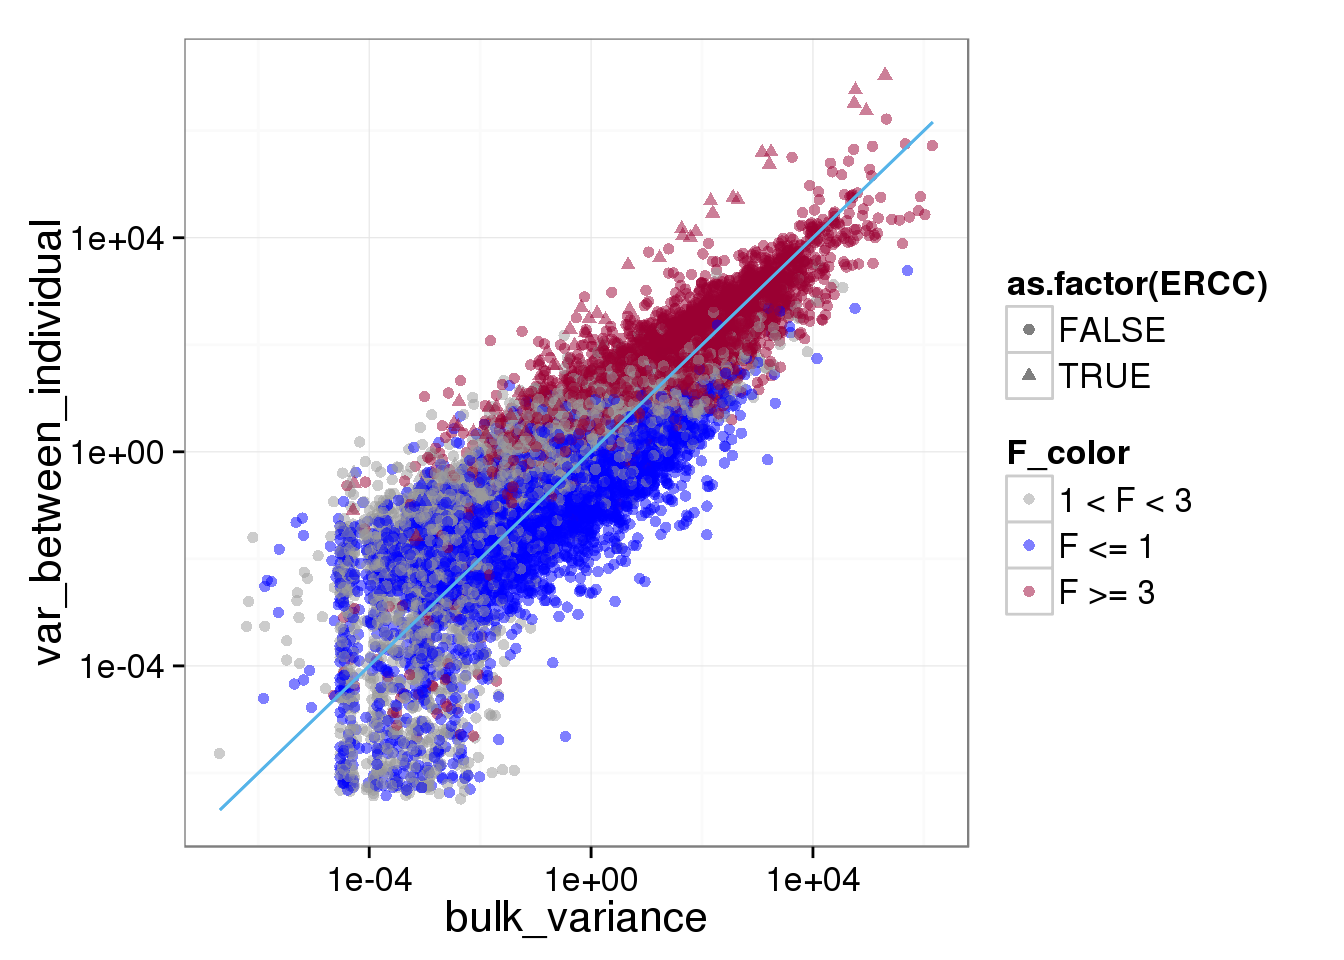 var_between_individual
1e+04
1e+00
1e-04
1e-04
1e+00
1e+04
bulk_variance
as.factor(ERCC)
FALSE
TRUE
F_color
1 < F < 3
F <= 1
F >= 3